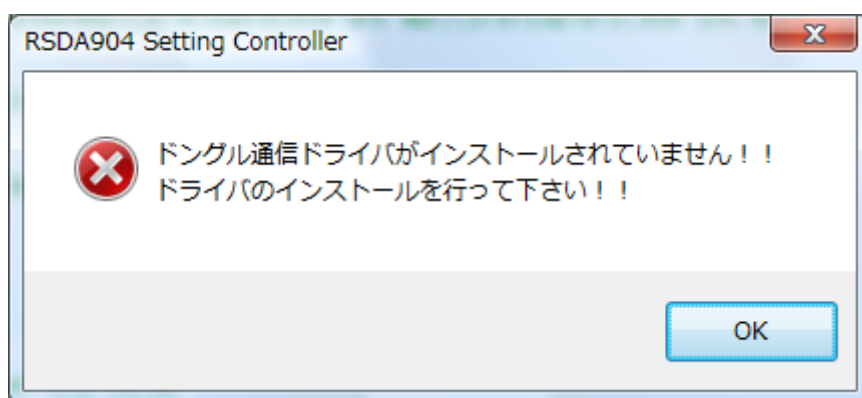 RSDA904 Setting Controller
ドングル通信ドライバがインストールされていません！！
ドライバのインストールを行って下さい！！
OK